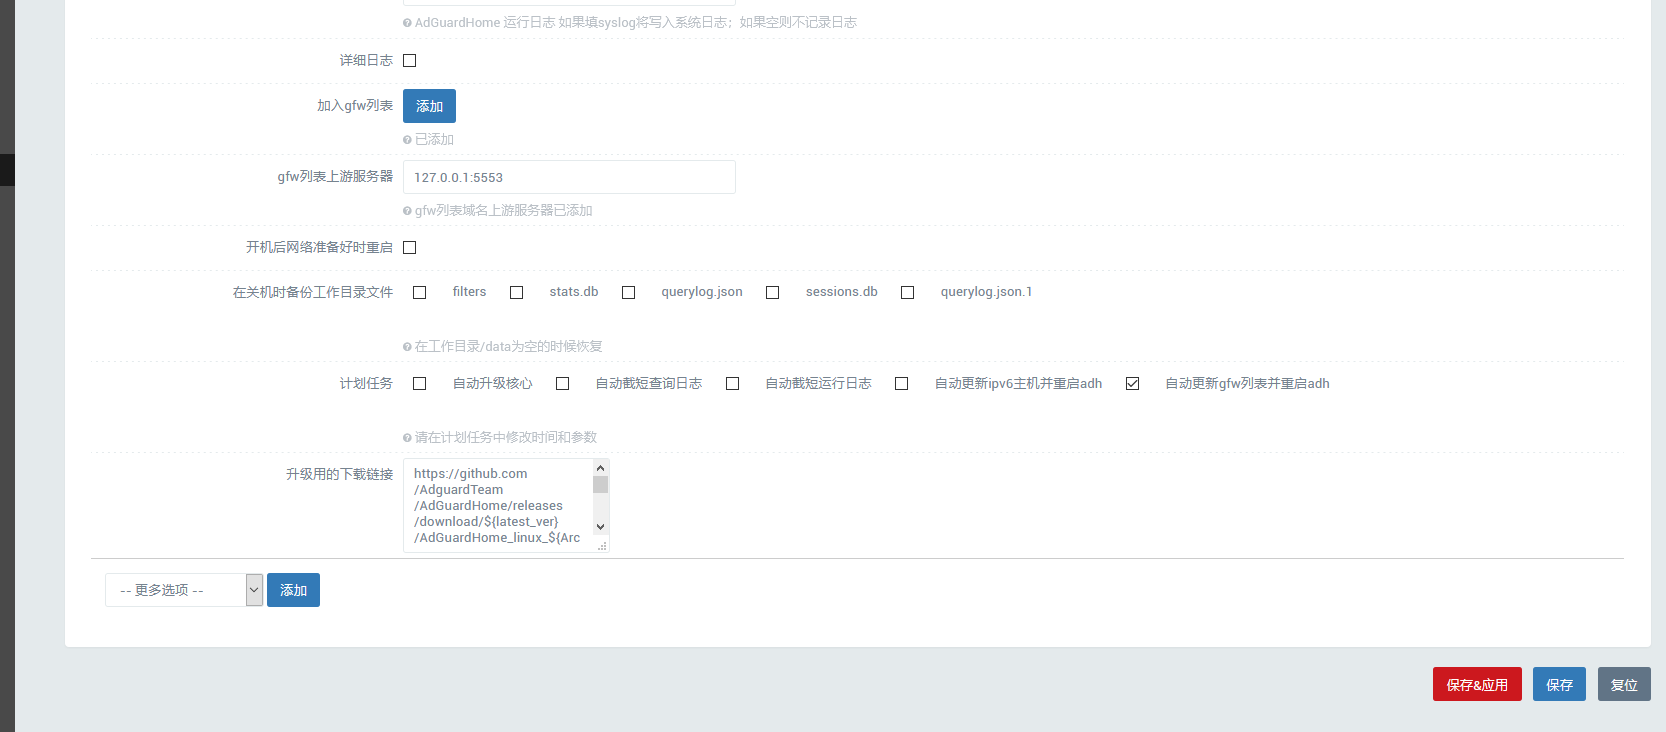 AdGuardHome 运行日志 如果填syslog将写入系统日志；如果空则不记录日志
详细日志
加入gfw列表 添加
已添加
gfw列表上游服务器 127.0.0.1:5553
gfw列表域名上游服务器已添加
开机后网络准备好时重启
在关机时备份工作目录文件 filters stats.db querylog.json sessions.db querylog.json.1
在工作目录/data为空的时候恢复
计划任务 自动升级核心 自动截短查询日志 自动截短运行日志 自动更新ipv6主机并重启adh 自动更新gfw列表并重启adh
请在计划任务中修改时间和参数
升级用的下载链接 https://github.com
/AdguardTeam
/AdGuardHome/releases
/download/${latest_ver}
/AdGuardHome_linux_${Arc
-- 更多选项 -- 添加
保存&应用 保存 复位